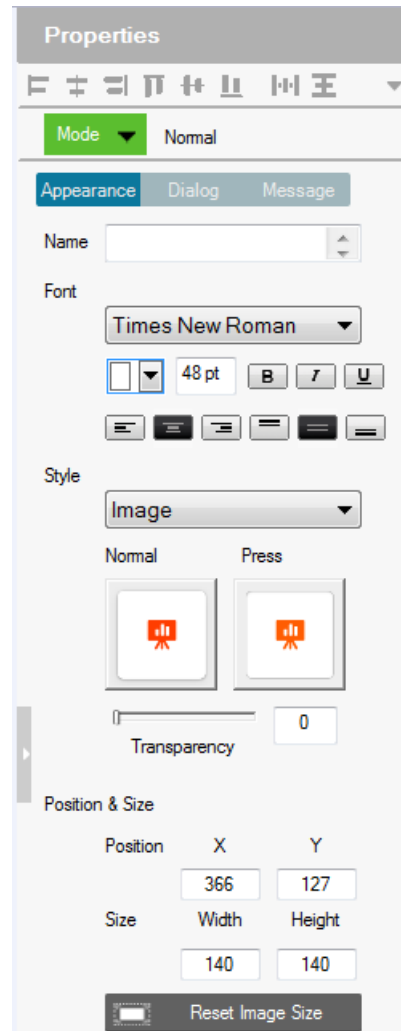 Properties
Mode Normal
Appearance Dialog Message
Name
Font
Times New Roman
48 pt B I U
Style
Image
Normal Press
0
Transparency
Position & Size
Position X Y
366 127
Size Width Height
140 140
Reset Image Size